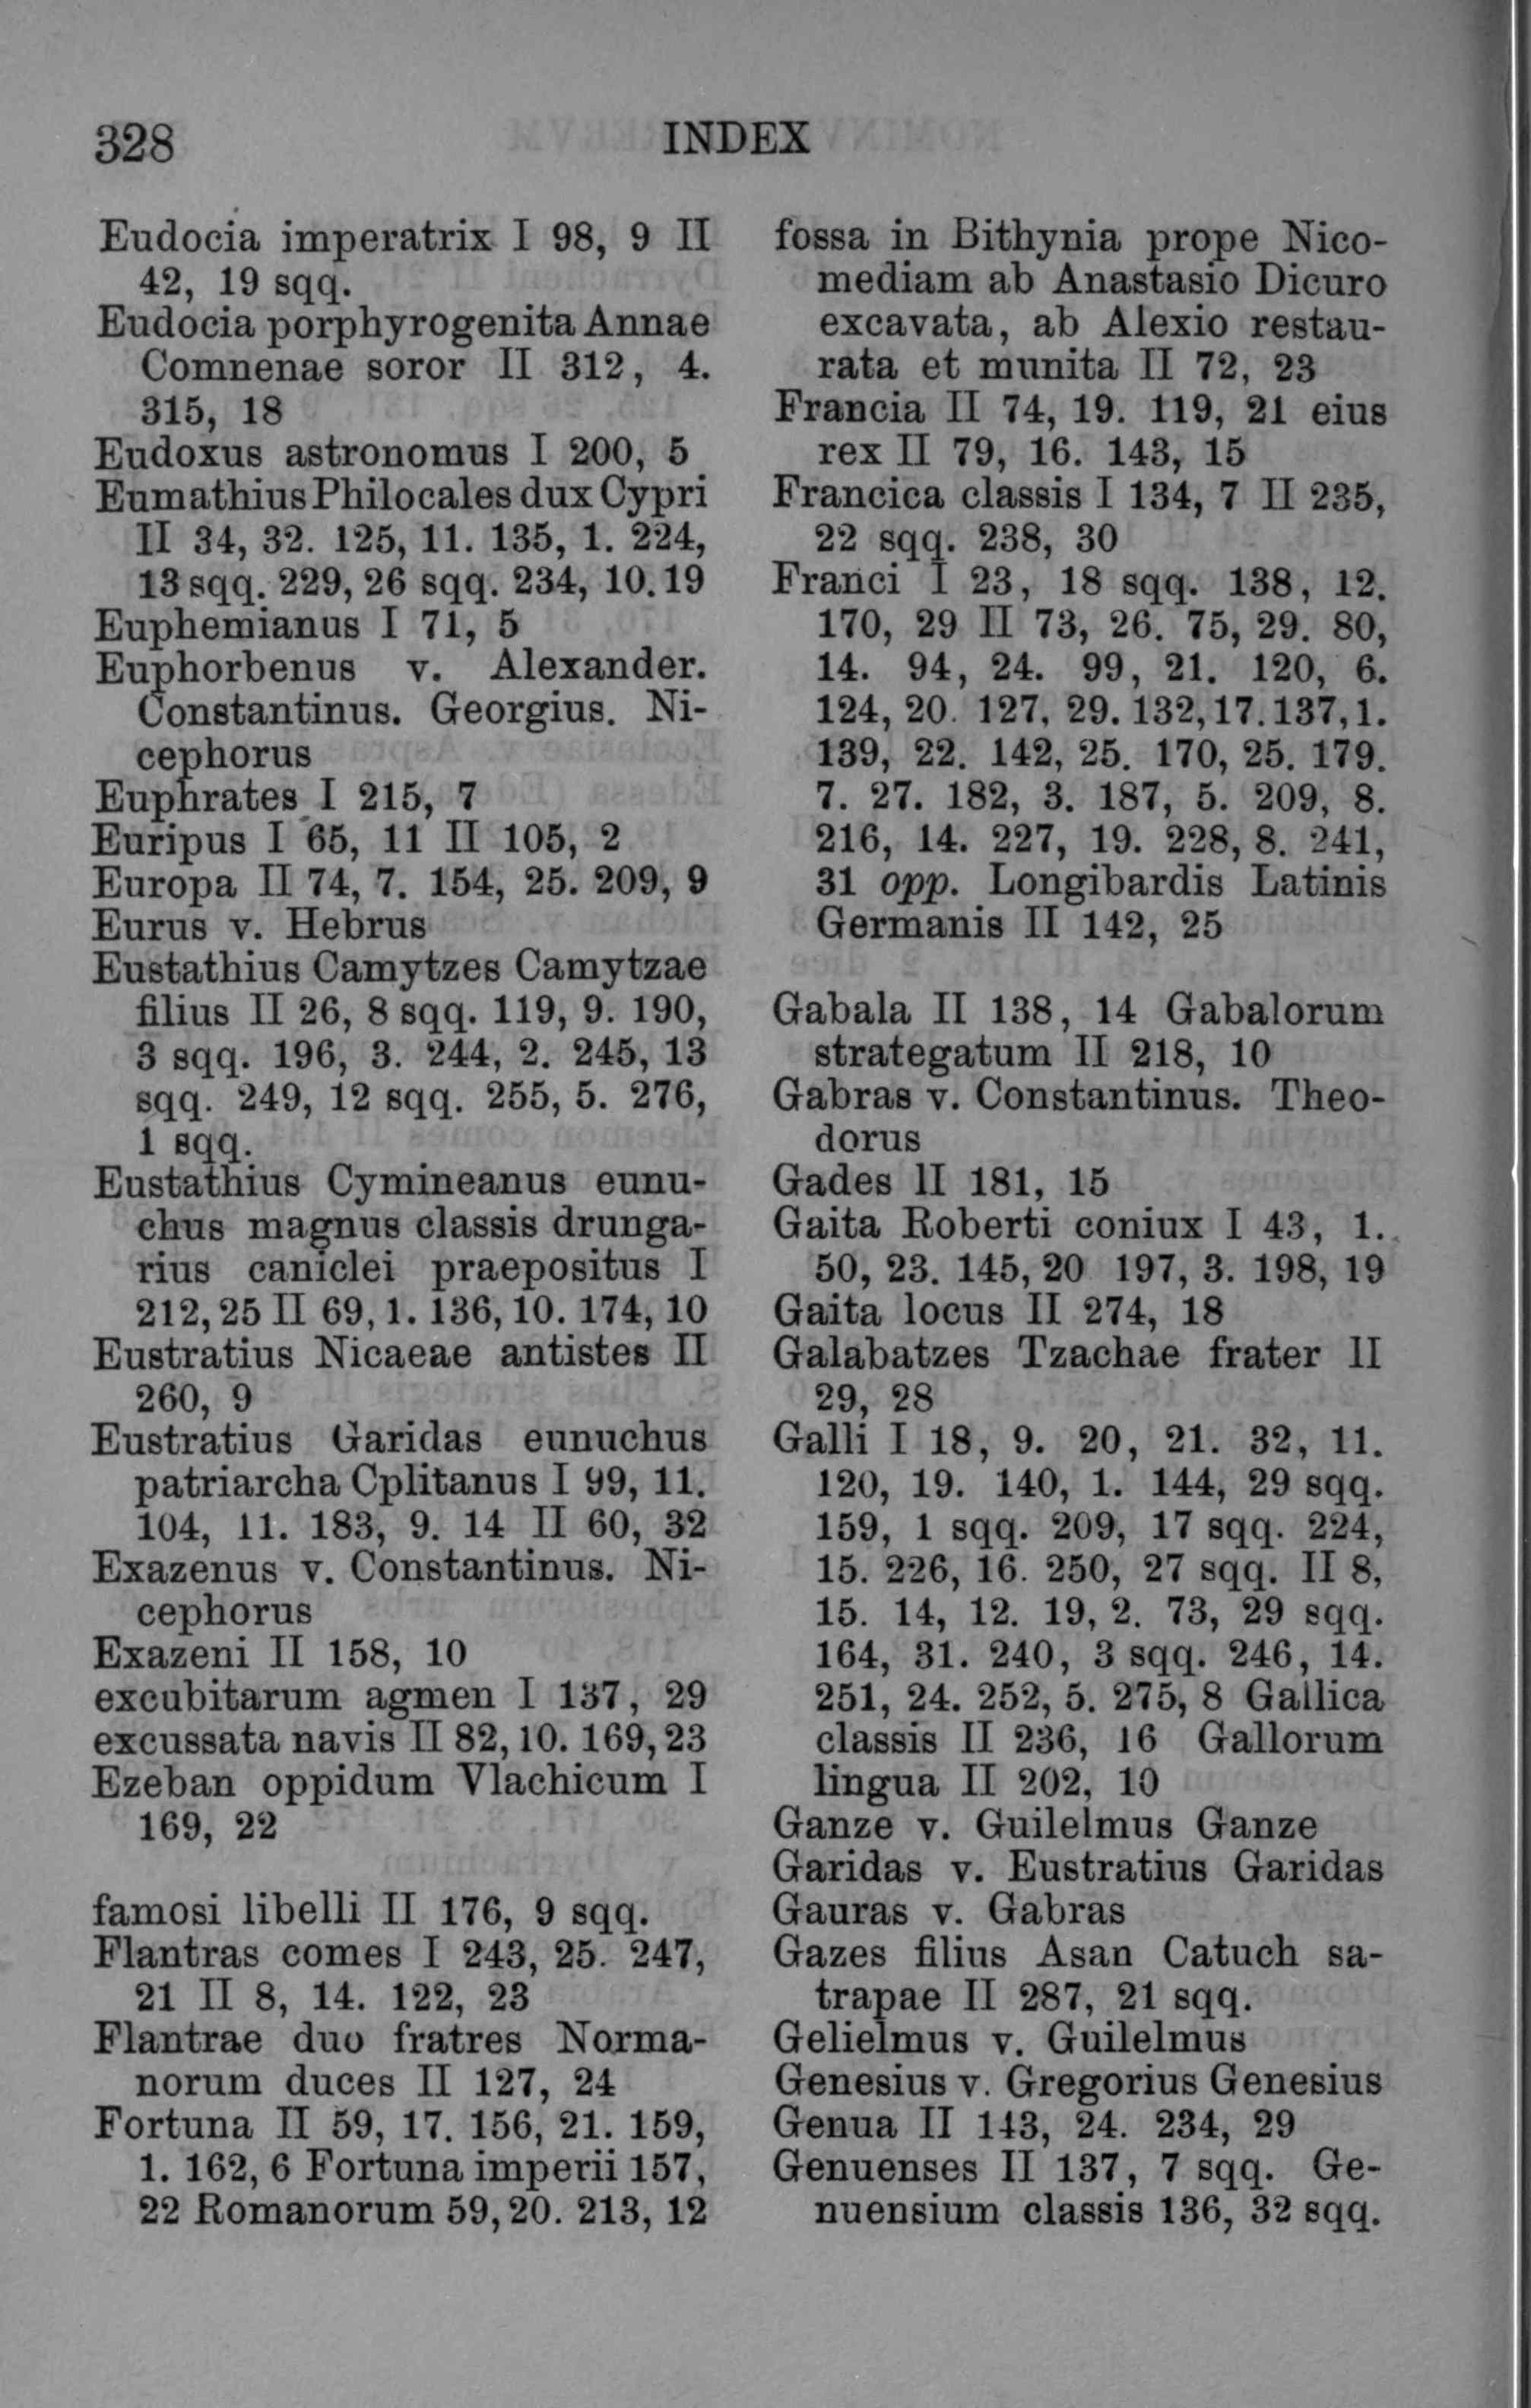 328
INDEX
Eudocia imperatrix I 98, 9 II
42, 19 sqq.
Eudocia porphyrogenita Annae
Comnenae soror II 312, 4.
315, 18
Eudoxus astronomus I 200, 5
Eumathius Philocales dux Cypri
II 34, 32. 125, 11. 135, 1. 224,
13 sqq. 229, 26 sqq. 234, 10. 19
Euphemianus I 71, 5
Euphorbenus v. Alexander.
Constantinus. Georgius. Ni-
cephorus
Euphrates I 215, 7
Euripus I 65, 11 II 105, 2
Europa II 74, 7. 154, 25. 209, 9
Eurus v. Hebrus
Eustathius Camytzes Camytzae
filius II 26, 8 sqq. 119, 9. 190,
3 sqq. 196, 3. 244, 2. 245, 13
sqq. 249, 12 sqq. 255, 5. 276,
1 sqq.
Eustathius Cymineanus eunu-
chus magnus classis drunga-
rius caniclei praepositus I
212, 25 II 69, 1. 136, 10. 174, 10
Eustratius Nicaeae antistes II
260, 9
Eustratius Garidas eunuchus
patriarcha Cplitanus I 99, 11.
104, 11. 183, 9. 14 II 60, 32
Exazenus v. Constantinus. Ni-
cephorus
Exazeni II 158, 10
excubitarum agmen I 137, 29
excussata navis II 82, 10. 169, 23
Ezeban oppidum Vlachicum I
169, 22
famosi libelli II 176, 9 sqq.
Flantras comes I 243, 25. 247,
21 II 8, 14. 122, 23
Flantrae duo fratres Norma-
norum duces II 127, 24
Fortuna II 59, 17. 156, 21. 159,
1. 162, 6 Fortuna imperii 157,
22 Romanorum 59, 20. 213, 12
fossa in Bithynia prope Nico-
mediam ab Anastasio Dicuro
excavata, ab Alexio restau-
rata et munita II 72, 23
Francia II 74, 19. 119, 21 eius
rex II 79, 16. 143, 15
Francica classis I 134, 7 II 235,
22 sqq. 238, 30
Franci I 23, 18 sqq. 138, 12.
170, 29 II 73, 26. 75, 29. 80,
14. 94, 24. 99, 21. 120, 6.
124, 20. 127, 29. 132, 17. 137, 1.
139, 22. 142, 25. 170, 25. 179.
7. 27. 182, 3. 187, 5. 209, 8.
216, 14. 227, 19. 228, 8. 241,
31 opp. Longibardis Latinis
Germanis II 142, 25
Gabala II 138, 14 Gabalorum
strategatum II 218, 10
Gabras v. Constantinus. Theo-
dorus
Gades II 181, 15
Gaita Roberti coniux I 43, 1.
50, 23. 145, 20 197, 3. 198, 19
Gaita locus II 274, 18
Galabatzes Tzachae frater II
29, 28
Galli I 18, 9. 20, 21. 32, 11.
120, 19. 140, 1. 144, 29 sqq.
159, 1 sqq. 209, 17 sqq. 224,
15. 226, 16. 250, 27 sqq. II 8,
15. 14, 12. 19, 2. 73, 29 sqq.
164, 31. 240, 3 sqq. 246, 14.
251, 24. 252, 5. 275, 8 Gallica
classis II 236, 16 Gallorum
lingua II 202, 10
Ganze v. Guilelmus Ganze
Garidas v. Eustratius Garidas
Gauras v. Gabras
Gazes filius Asan Catuch sa-
trapae II 287, 21 sqq.
Gelielmus v. Guilelmus
Genesius v. Gregorius Genesius
Genua II 143, 24. 234, 29
Genuenses II 137, 7 sqq. Ge-
nuensium classis 136, 32 sqq.